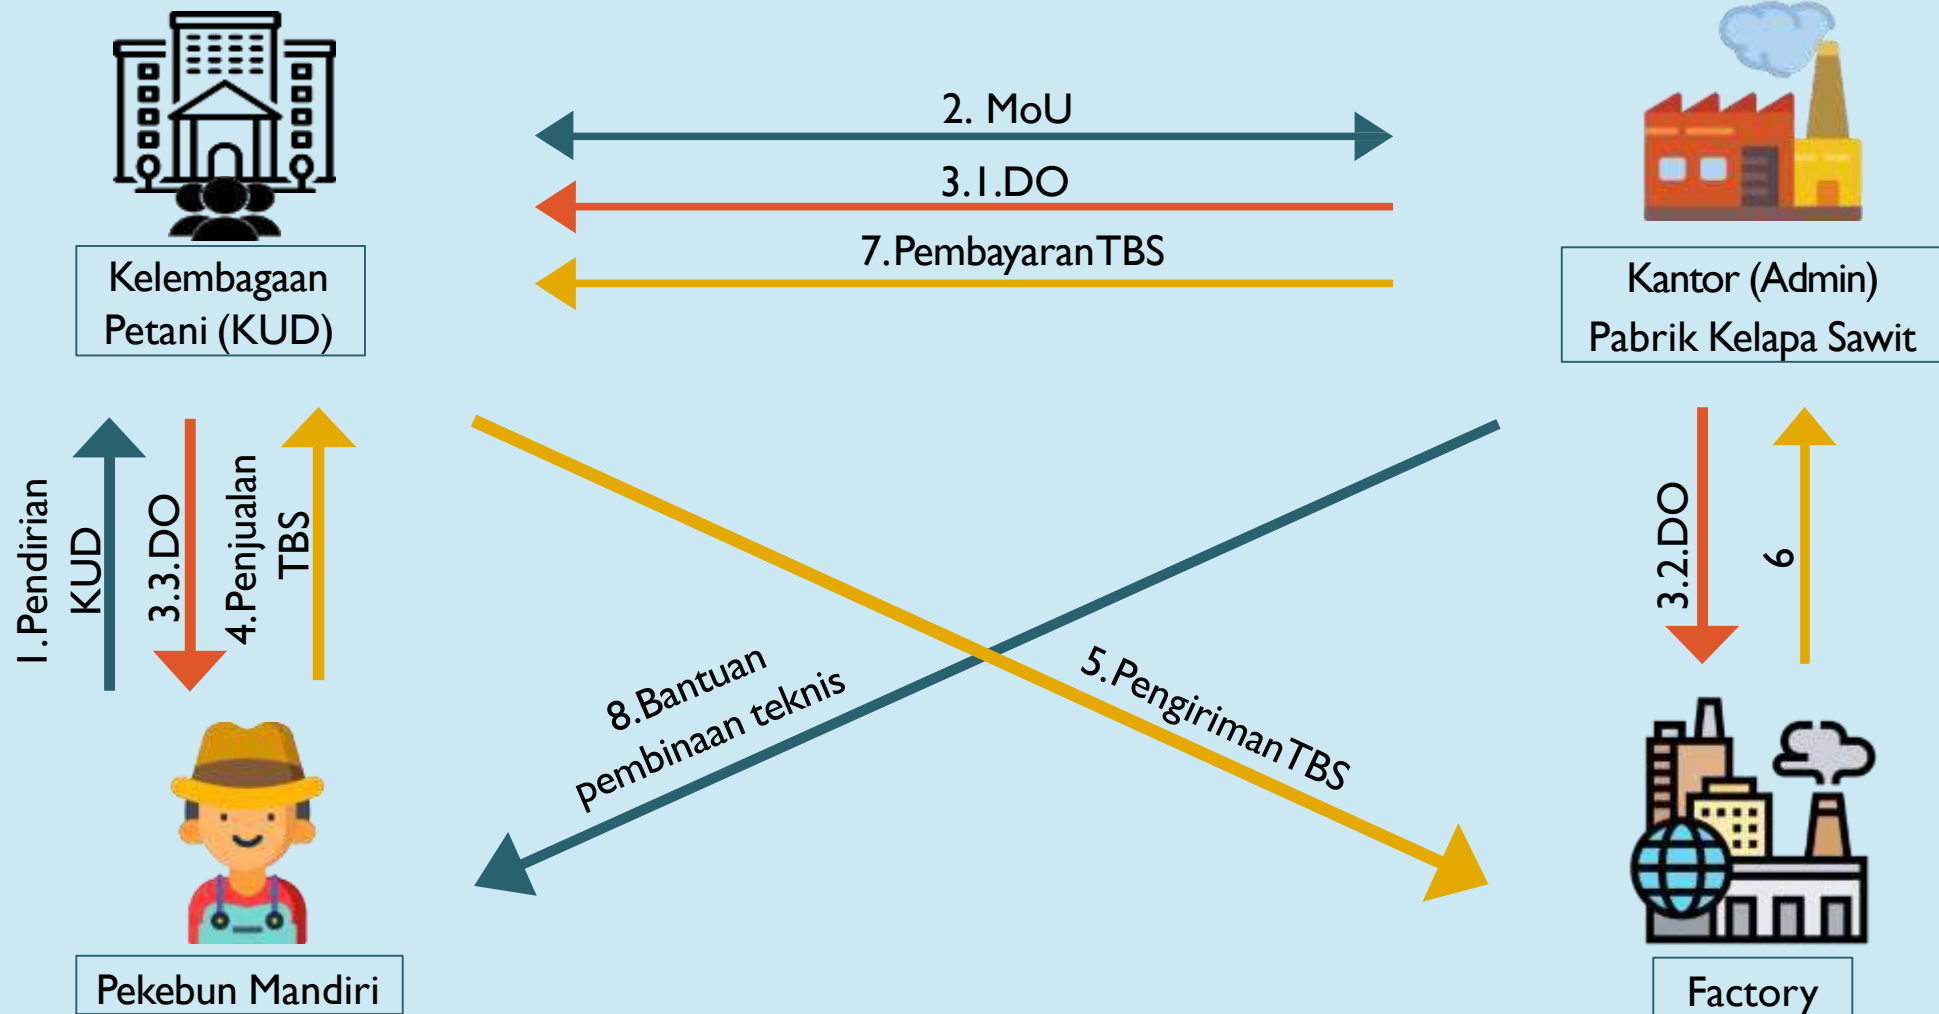 2. MoU
3.1.DO
7.Pembayaran TBS
Kelembagaan
Petani (KUD)
Kantor (Admin)
Pabrik Kelapa Sawit
1.Pendirian
KUD
3.3.DO
4.Penjualan
TBS
8.Bantuan
pembinaan teknis
5.Pengiriman TBS
3.2.DO
6
Pekebun Mandiri
Factory